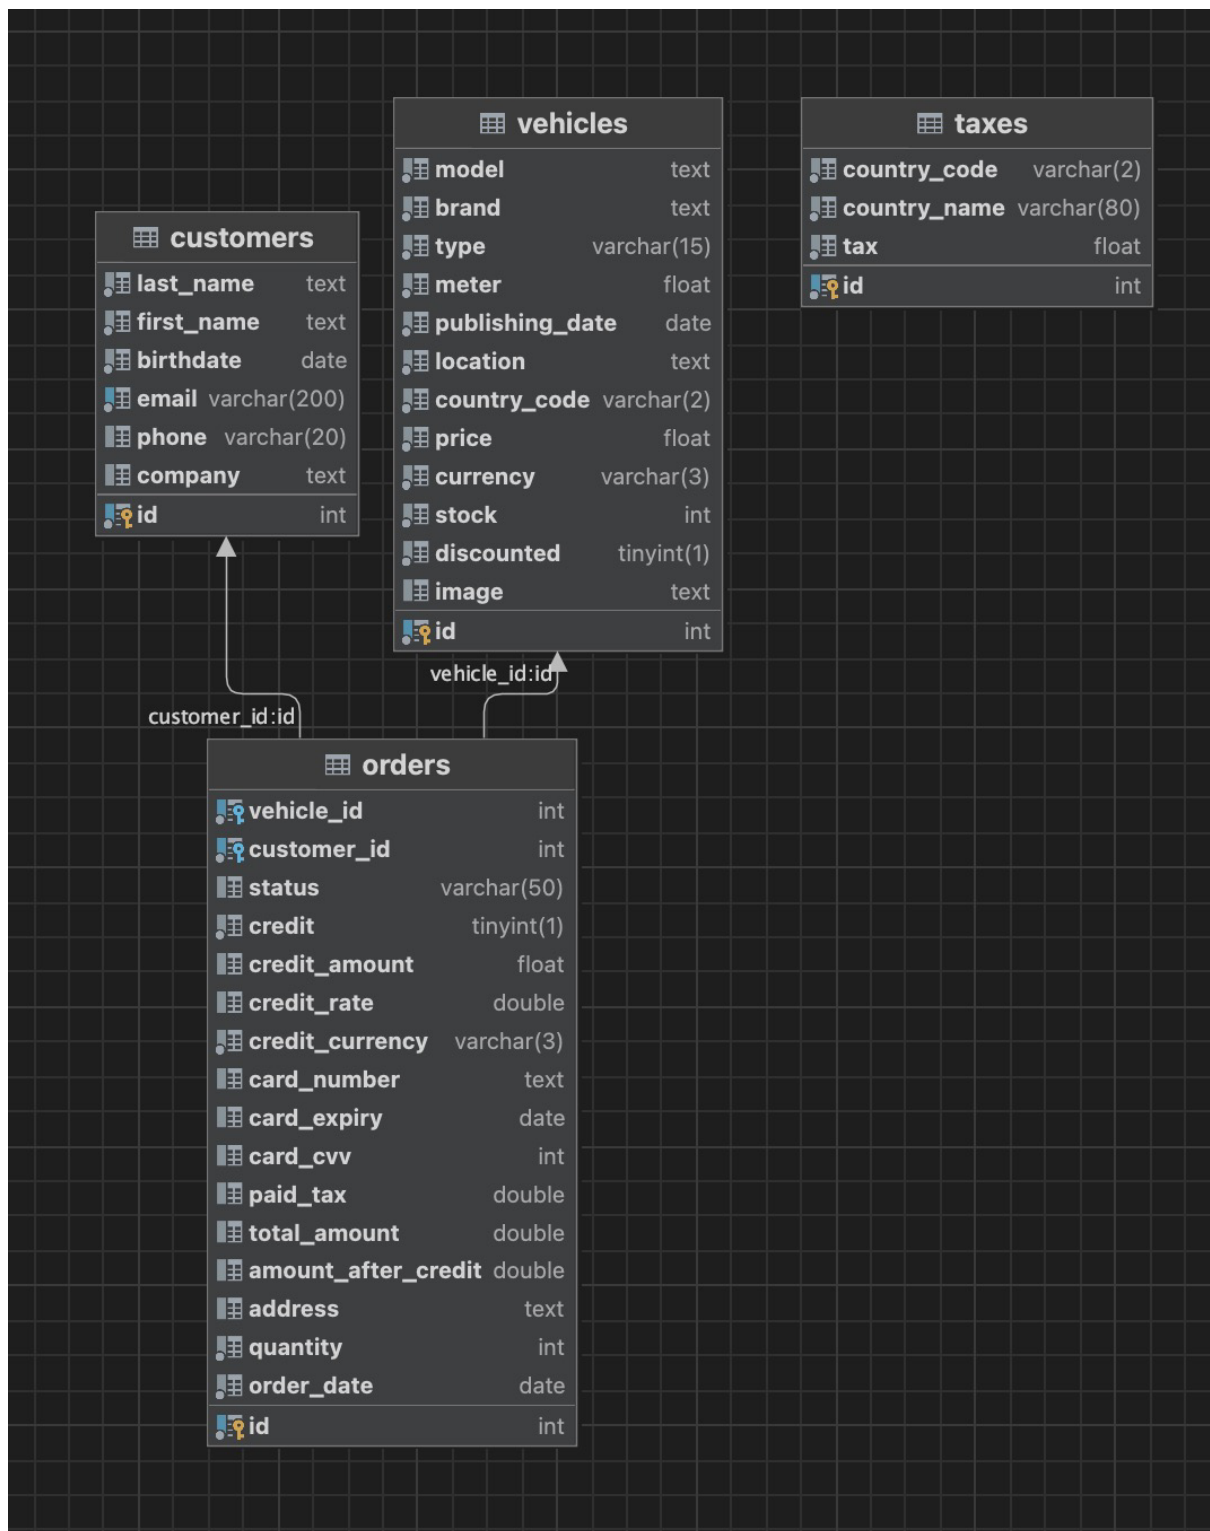 customers
last_name text
first_name text
birthdate date
email varchar(200)
phone varchar(20)
company text
id int
vehicles
model text
brand text
type varchar(15)
meter float
publishing_date date
location text
country_code varchar(2)
price float
currency varchar(3)
stock int
discounted tinyint(1)
image text
id int
taxes
country_code varchar(2)
country_name varchar(80)
tax float
id int
vehicle_id:id
customer_id:id
orders
vehicle_id int
customer_id int
status varchar(50)
credit tinyint(1)
credit_amount float
credit_rate double
credit_currency varchar(3)
card_number text
card_expiry date
card_cvv int
paid_tax double
total_amount double
amount_after_credit double
address text
quantity int
order_date date
id int